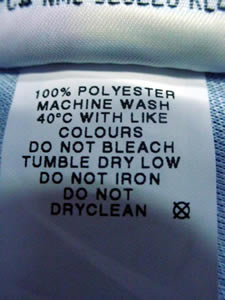 100% POLYESTER
MACHINE WASH
40°C WITH LIKE
COLOURS
DO NOT BLEACH
TUMBLE DRY LOW
DO NOT IRON
DO NOT
DRYCLEAN